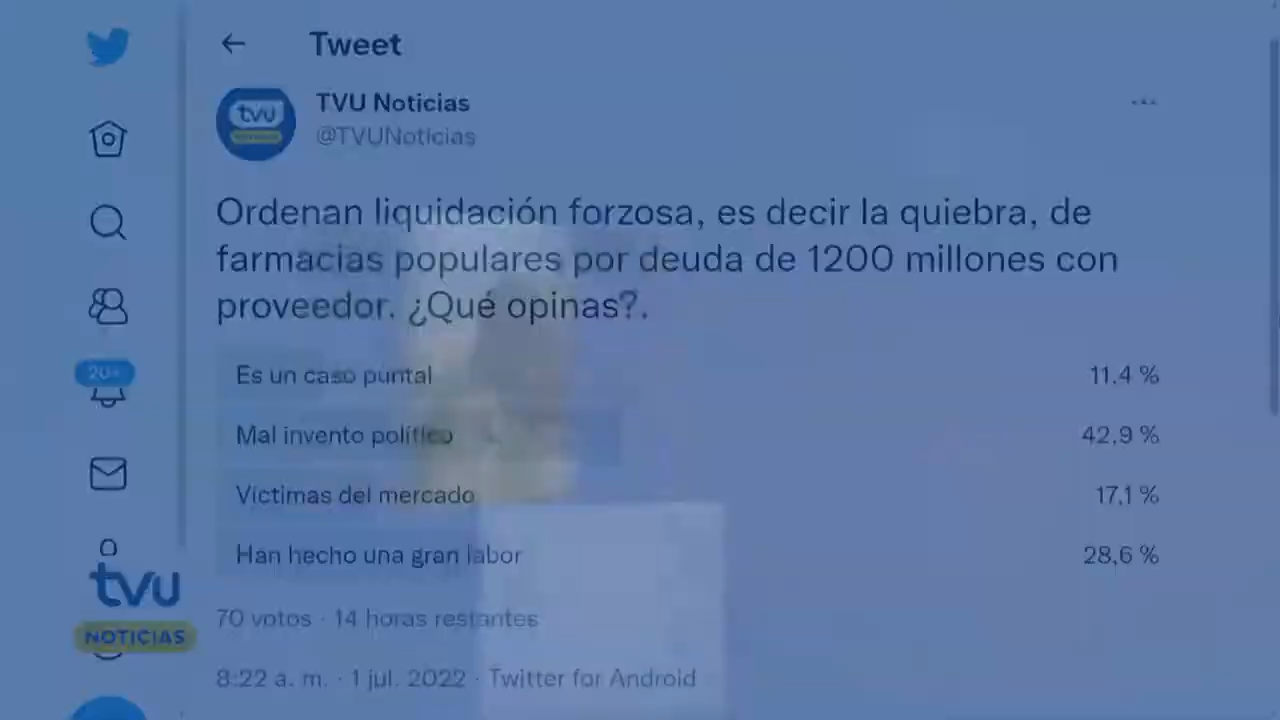 Tweet
tvu
TVU Noticias
@TVUNoticias
Ordenan liquidación forzosa, es decir la quiebra, de
farmacias populares por deuda de 1200 millones con
proveedor. ¿Qué opinas?.
20+
Es un caso puntal 11,4 %
Mal invento político 42,9 %
Víctimas del mercado 17,1 %
Han hecho una gran labor 28,6 %
tvu
NOTICIAS
70 votos · 14 horas restantes
8:22 a. m. · 1 jul. 2022 · Twitter for Android